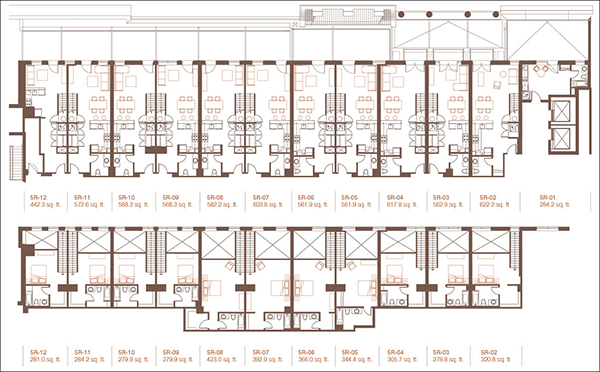 SR-12 SR-11 SR-10 SR-09 SR-08 SR-07 SR-06 SR-05 SR-04 SR-03 SR-02 SR-01
442.3 sq. ft. 572.6 sq. ft. 568.3 sq. ft. 568.3 sq. ft. 582.2 sq. ft. 603.8 sq. ft. 561.9 sq. ft. 561.9 sq. ft. 617.8 sq. ft. 562.9 sq. ft. 622.2 sq. ft. 284.2 sq. ft.
SR-12 SR-11 SR-10 SR-09 SR-08 SR-07 SR-06 SR-05 SR-04 SR-03 SR-02
281.0 sq. ft. 284.2 sq. ft. 279.9 sq. ft. 279.9 sq. ft. 423.0 sq. ft. 392.9 sq. ft. 366.0 sq. ft. 344.4 sq. ft. 305.7 sq. ft. 278.8 sq. ft. 320.8 sq. ft.